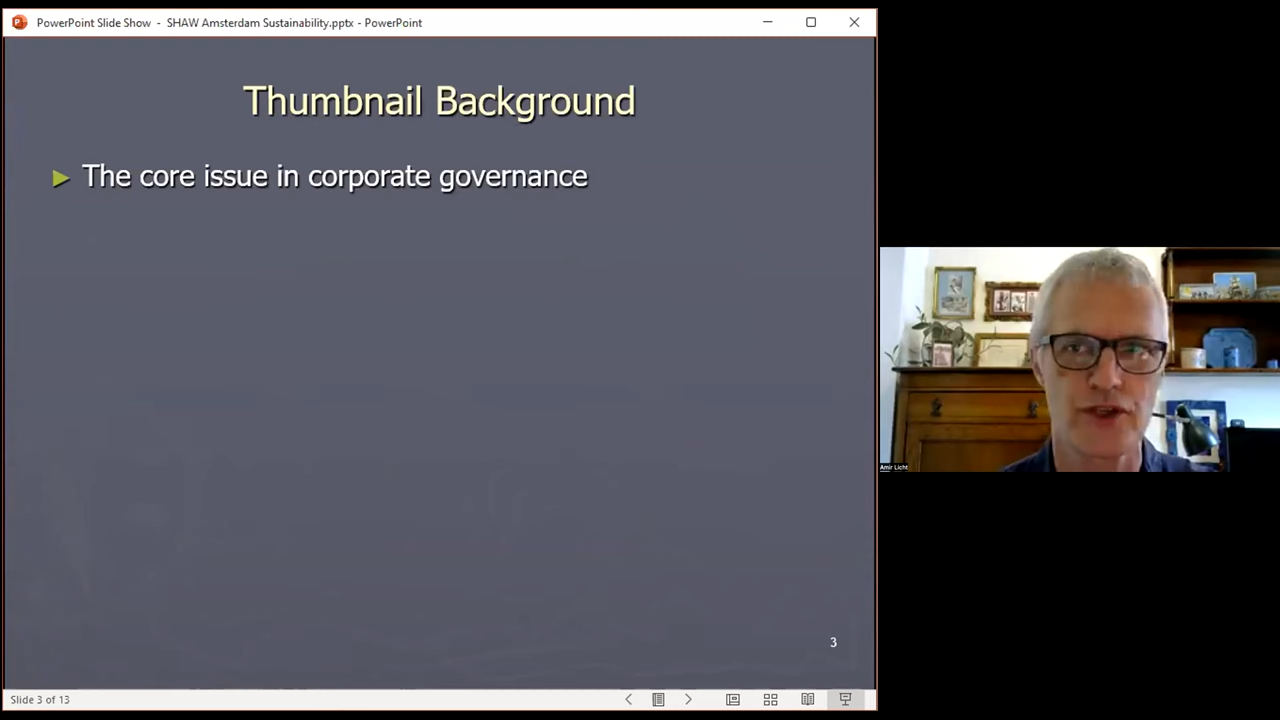 PowerPoint Slide Show - SHAW Amsterdam Sustainability.pptx - PowerPoint
Thumbnail Background
The core issue in corporate governance
Amir Licht
3
Slide 3 of 13